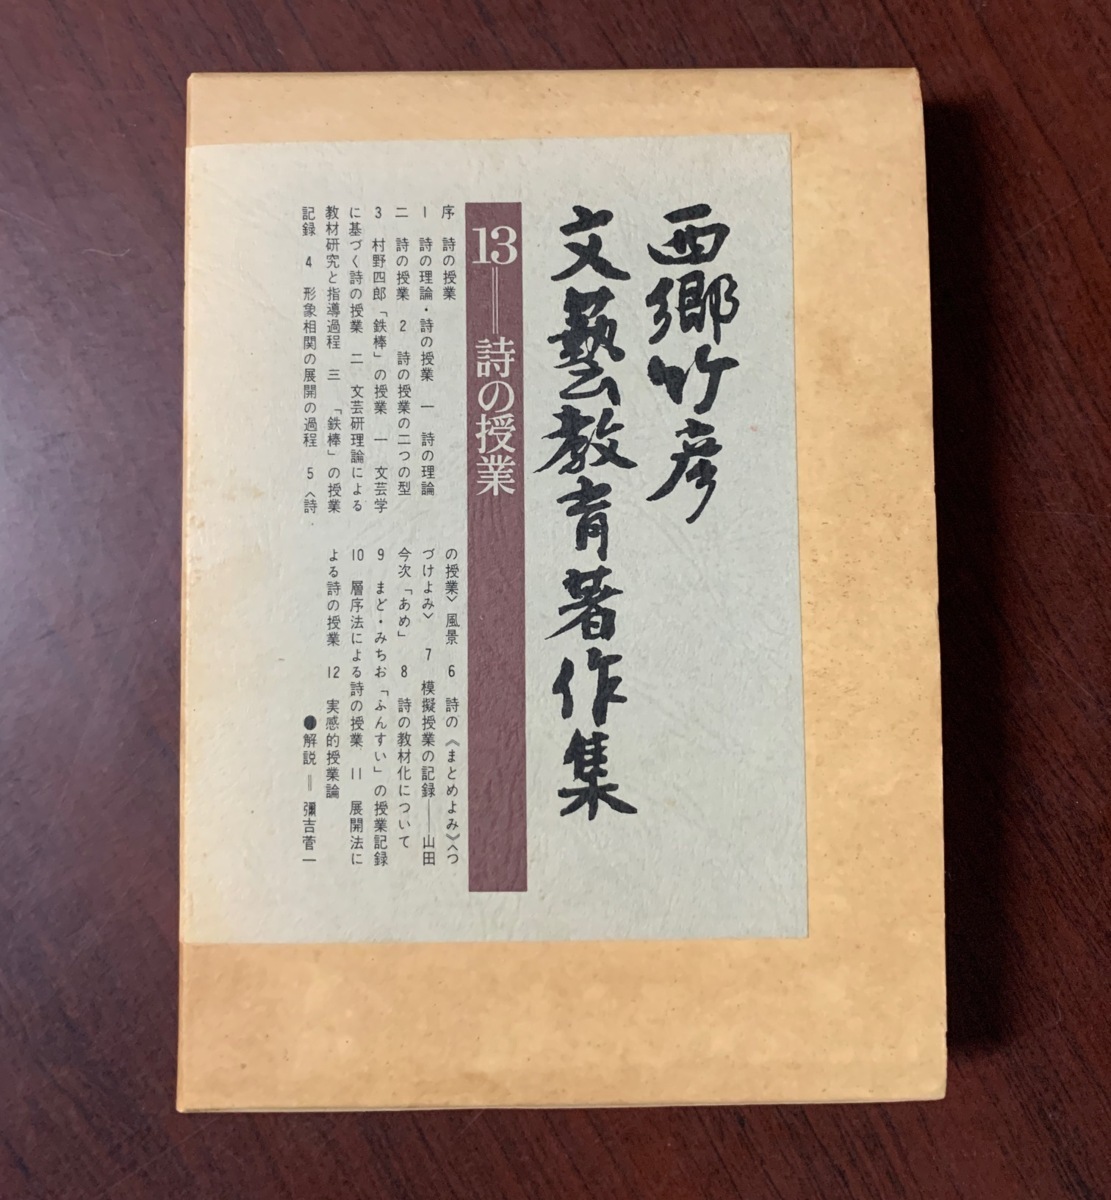 西郷竹彦
文藝教育著作集
13＝詩の授業
序　詩の授業
1　詩の理論・詩の授業　一　詩の理論
二　詩の授業　2　詩の授業の二つの型
3　村野四郎「鉄棒」の授業　一　文芸学
に基づく詩の授業　二　文芸研理論による
教材研究と指導過程　三　「鉄棒」の授業
記録　4　形象相関の展開の過程　5〈詩
の授業〉風景　6　詩の《まとめよみ》〈つ
づけよみ〉　7　模擬授業の記録――山田
今次「あめ」　8　詩の教材化について
9　まど・みちお「ふんすい」の授業記録
10　層序法による詩の授業　11　展開法に
よる詩の授業　12　実感的授業論
●解説＝彌吉菅一